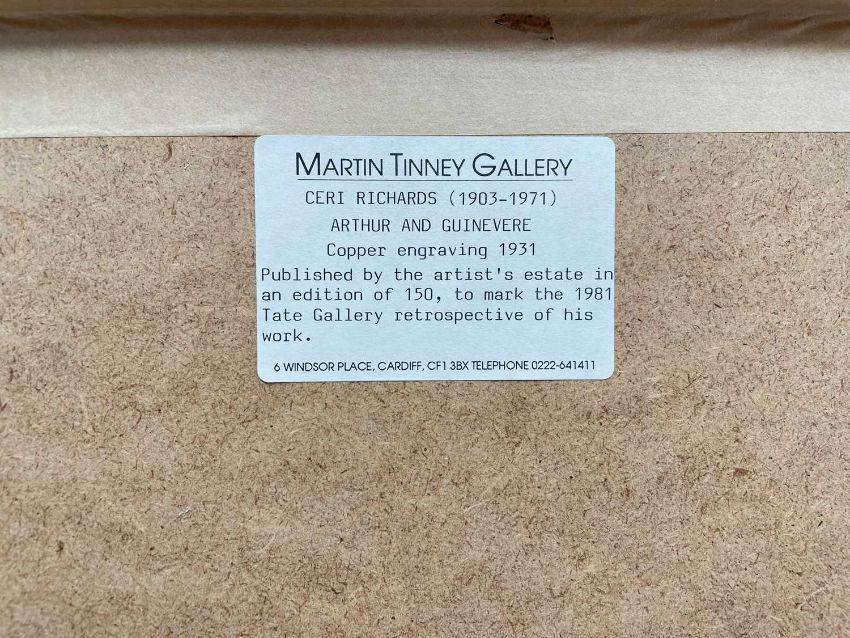 MARTIN TINNEY GALLERY
CERI RICHARDS (1903-1971)
ARTHUR AND GUINEVERE
Copper engraving 1931
Published by the artist's estate in
an edition of 150, to mark the 1981
Tate Gallery retrospective of his
work.
6 WINDSOR PLACE, CARDIFF, CF1 3BX TELEPHONE 0222-641411